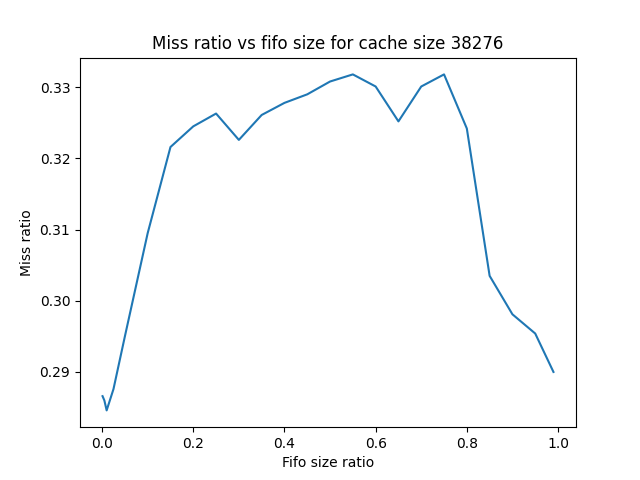 Miss ratio vs fifo size for cache size 38276
0.33
0.32
0.31
0.30
0.29
Miss ratio
0.0 0.2 0.4 0.6 0.8 1.0
Fifo size ratio